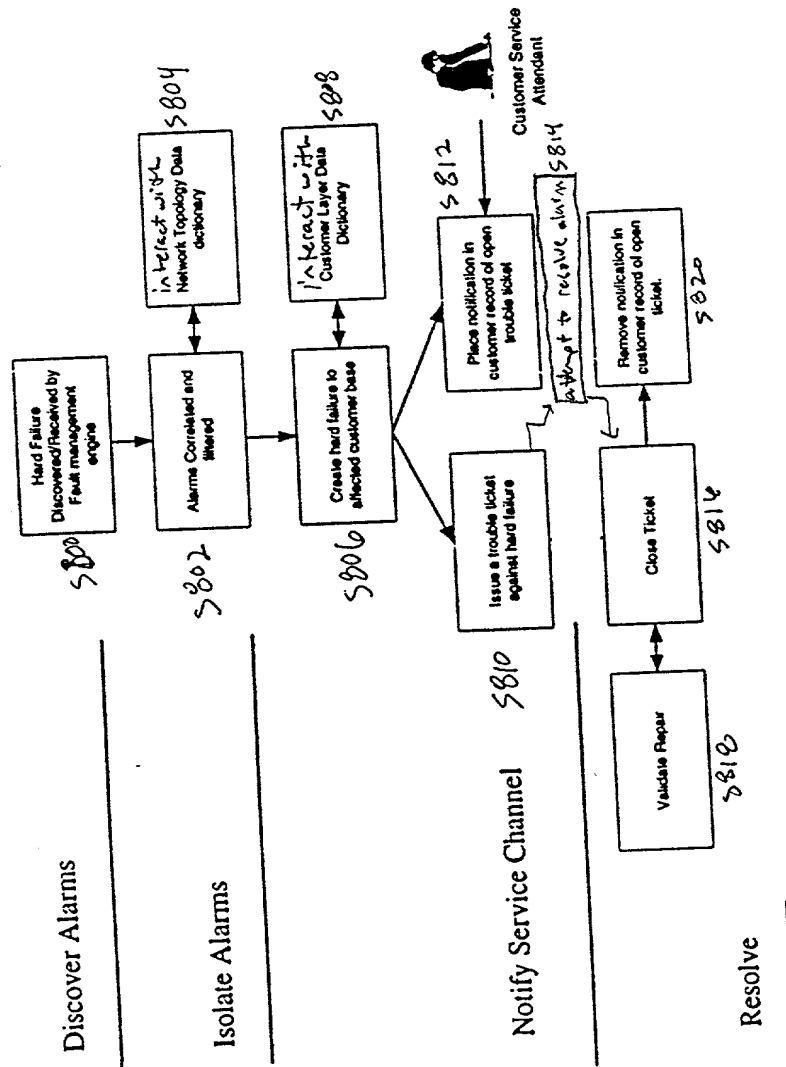 Discover Alarms
Hard Failure
Discovered/Received by
Fault management
engine
S800
Isolate Alarms
Alarms Correlated and
filtered
S802
interact with
Network Topology Data
dictionary
S804
Create hard failure to
affected customer base
S806
interact with
Customer Layer Data
Dictionary
S808
Notify Service Channel
Issue a trouble ticket
against hard failure
S810
Place notification in
customer record of open
trouble ticket
S812
Customer Service
Attendant
attempt to resolve alarm
S814
Resolve
Validate Repair
S818
Close Ticket
S816
Remove notification in
customer record of open
ticket.
S820